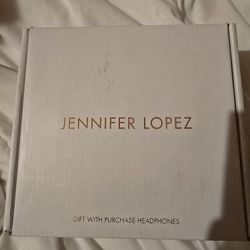 JENNIFER LOPEZ
GIFT WITH PURCHASE HEADPHONES